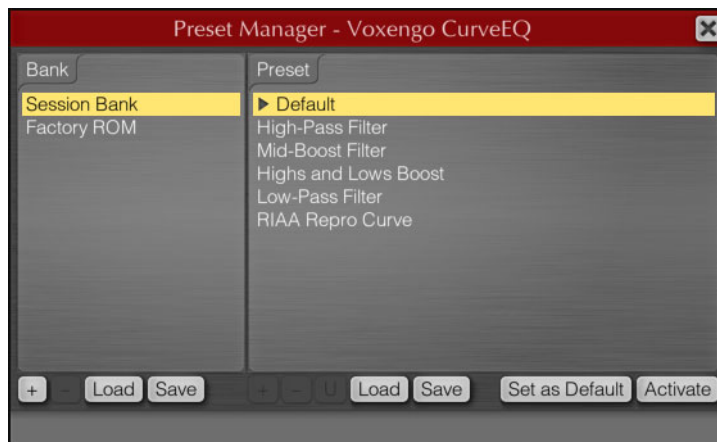 Preset Manager - Voxengo CurveEQ
Bank
Preset
Session Bank
Factory ROM
Default
High-Pass Filter
Mid-Boost Filter
Highs and Lows Boost
Low-Pass Filter
RIAA Repro Curve
+ - Load Save
+ - U Load Save Set as Default Activate